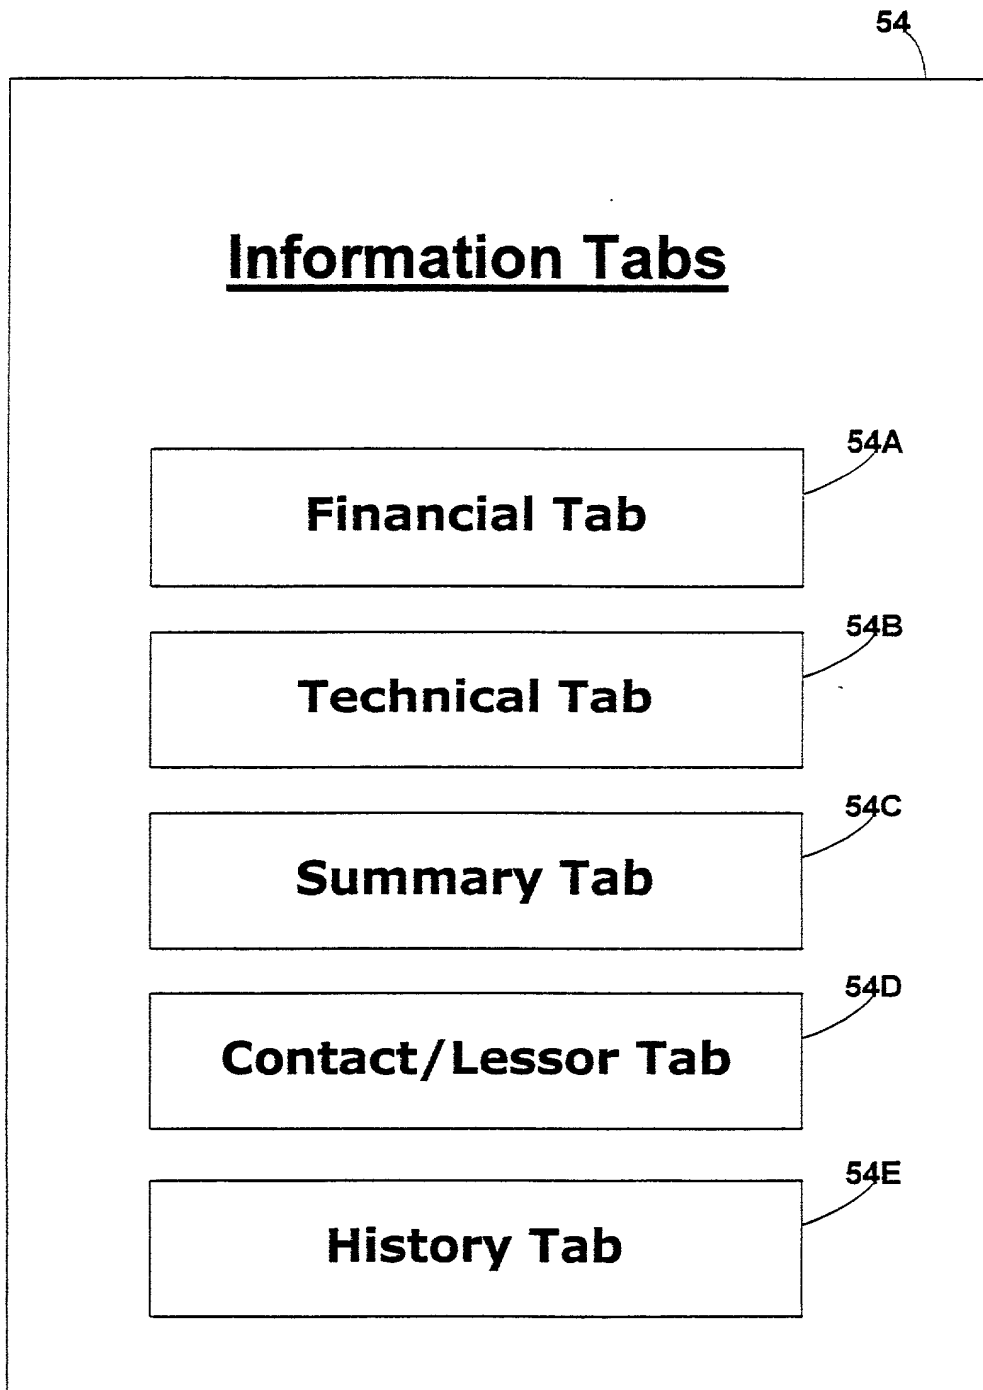 54
Information Tabs
54A
Financial Tab
54B
Technical Tab
54C
Summary Tab
54D
Contact/Lessor Tab
54E
History Tab